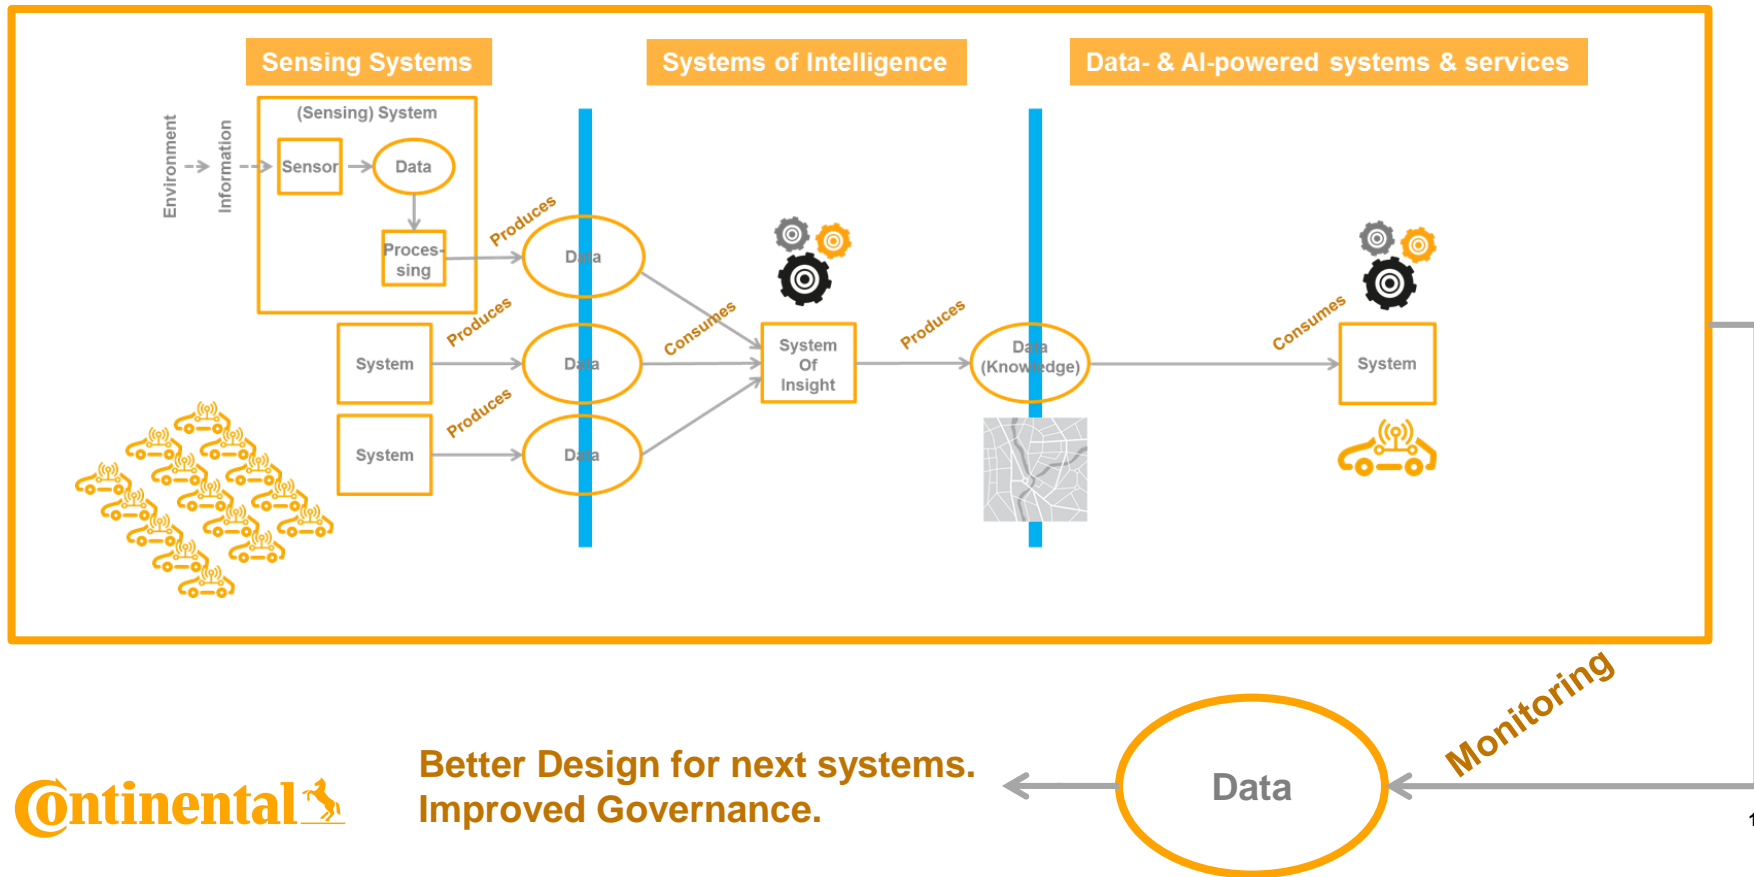 Sensing Systems
Systems of Intelligence
Data- & AI-powered systems & services
(Sensing) System
Environment
Information
Sensor
Data
Proces-
sing
Produces
Data
Produces
System
Data
Consumes
System
Of
Insight
Produces
Data
(Knowledge)
Consumes
System
Produces
System
Data
Monitoring
Data
Better Design for next systems.
Improved Governance.
Continental
1